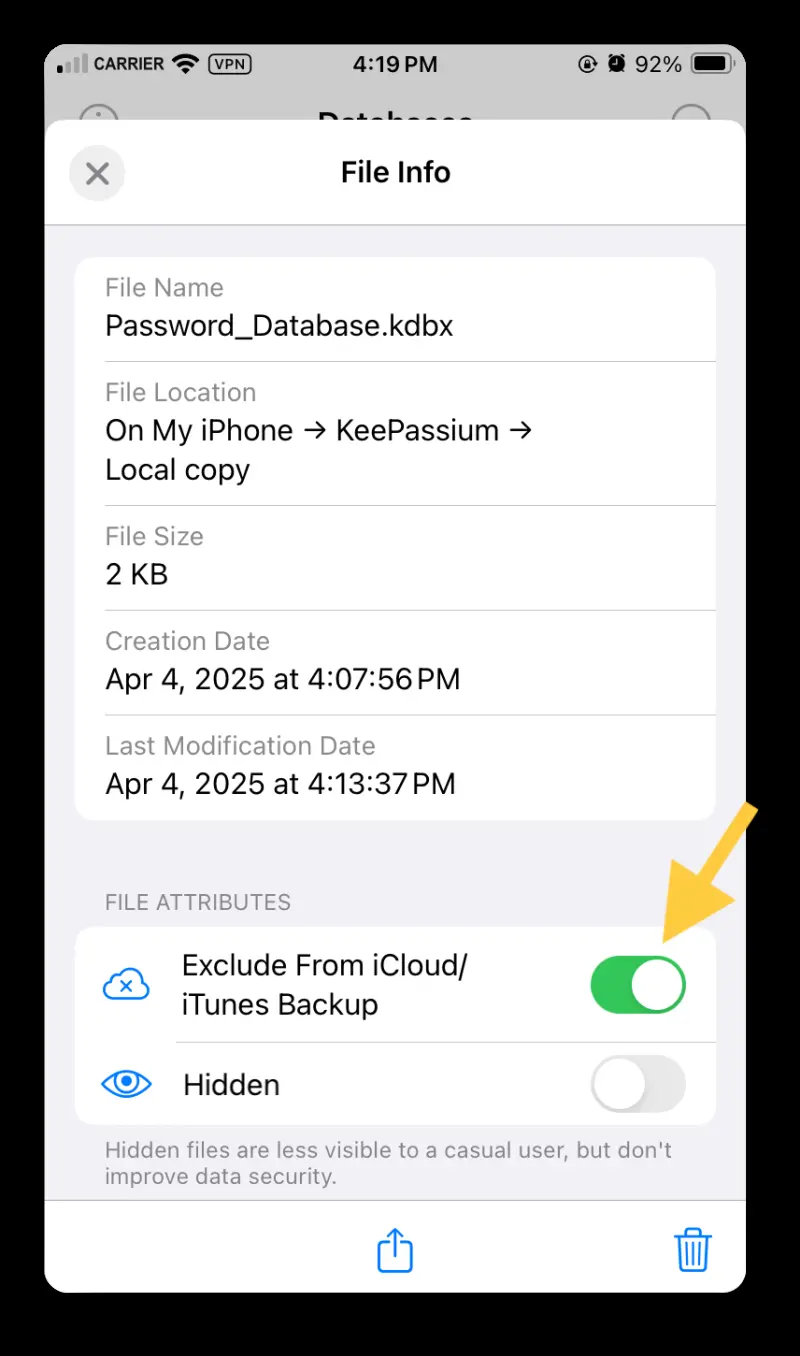 CARRIER VPN 4:19 PM 92%
Databases
File Info
File Name
Password_Database.kdbx
File Location
On My iPhone → KeePassium →
Local copy
File Size
2 KB
Creation Date
Apr 4, 2025 at 4:07:56 PM
Last Modification Date
Apr 4, 2025 at 4:13:37 PM
FILE ATTRIBUTES
Exclude From iCloud/
iTunes Backup
Hidden
Hidden files are less visible to a casual user, but don't
improve data security.